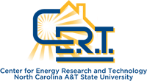 C.E.R.T.
Center for Energy Research and Technology
North Carolina A&T State University